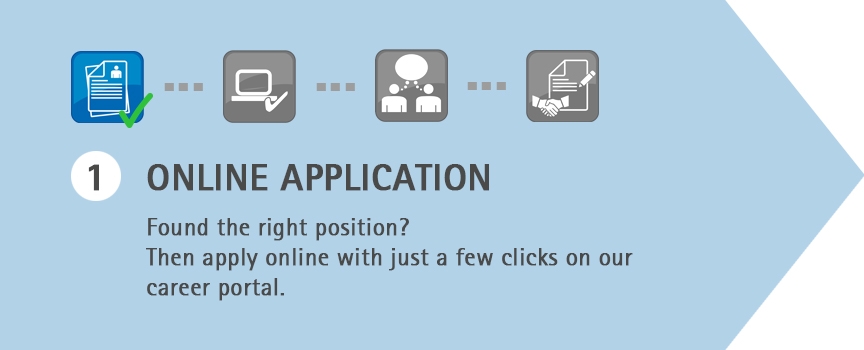 1 ONLINE APPLICATION
Found the right position?
Then apply online with just a few clicks on our
career portal.